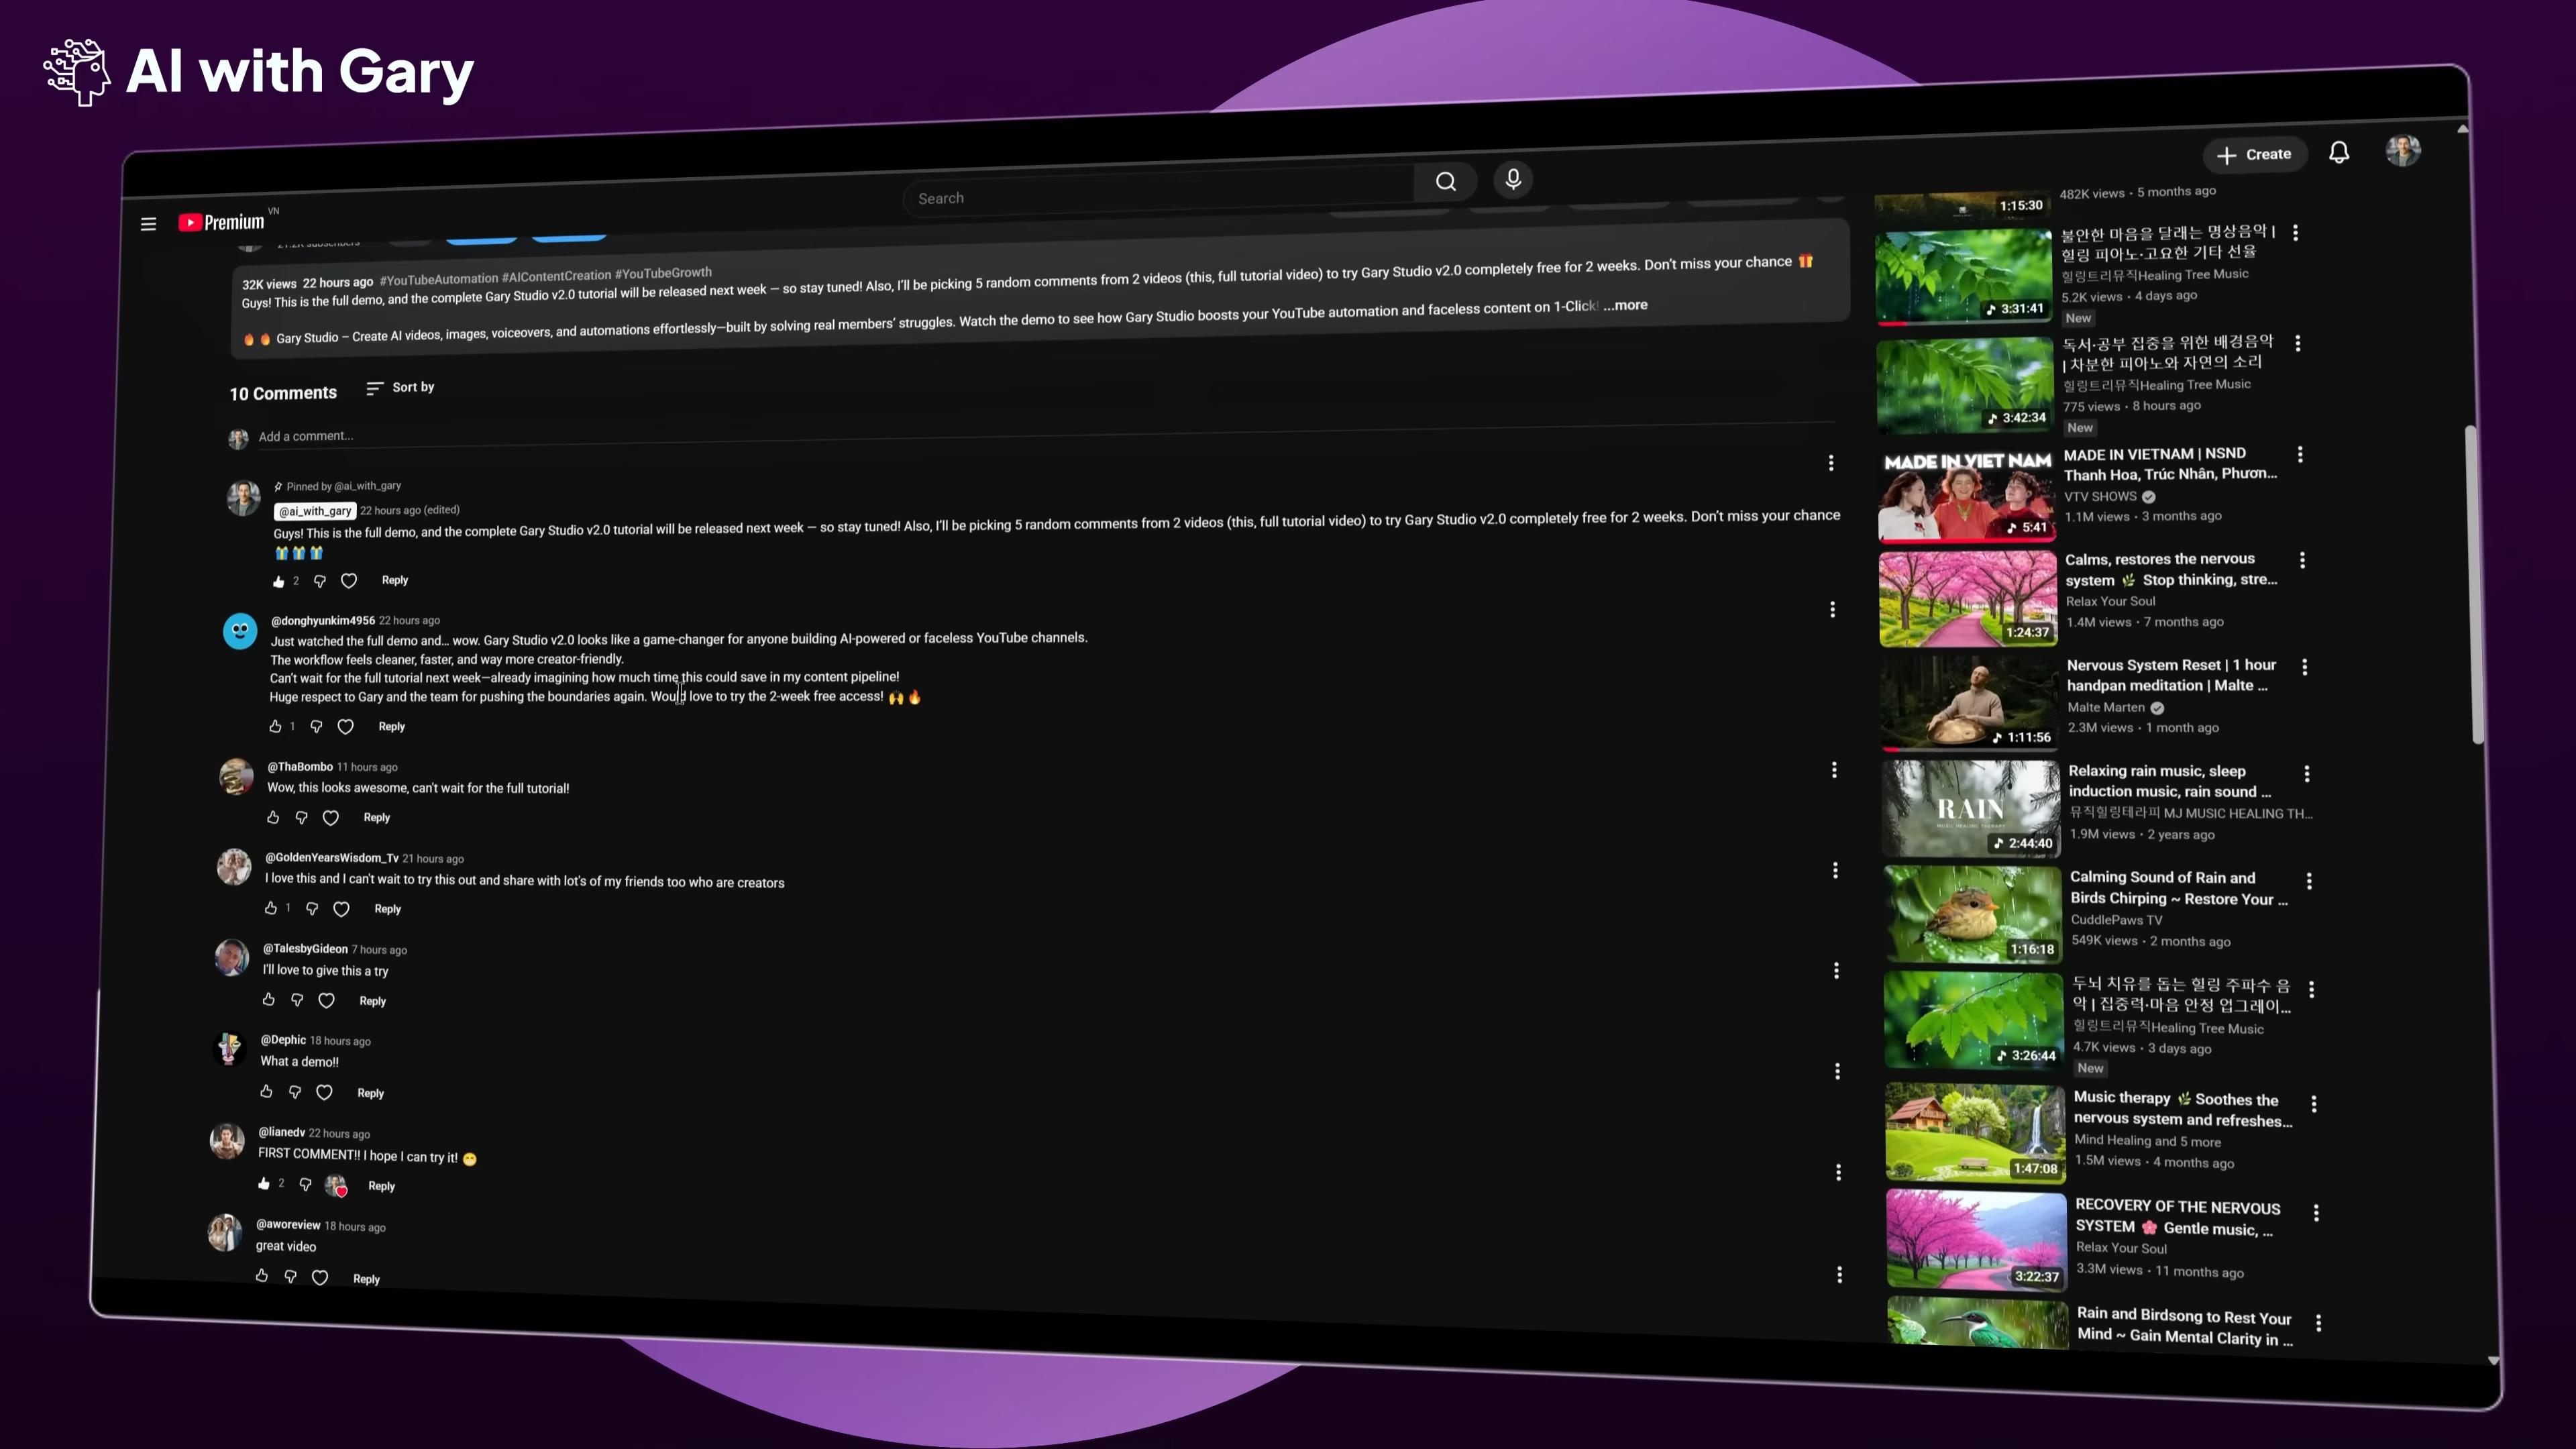 AI with Gary
Premium
VN
Search
Create
32K views 22 hours ago #YouTubeAutomation #AIContentCreation #YouTubeGrowth
Guys! This is the full demo, and the complete Gary Studio v2.0 tutorial will be released next week — so stay tuned! Also, I'll be picking 5 random comments from 2 videos (this, full tutorial video) to try Gary Studio v2.0 completely free for 2 weeks. Don't miss your chance 🎁
🔥 🔥 Gary Studio – Create AI videos, images, voiceovers, and automations effortlessly—built by solving real members' struggles. Watch the demo to see how Gary Studio boosts your YouTube automation and faceless content on 1-Click! ...more
10 Comments
Sort by
Add a comment...
Pinned by @ai_with_gary
@ai_with_gary 22 hours ago (edited)
Guys! This is the full demo, and the complete Gary Studio v2.0 tutorial will be released next week — so stay tuned! Also, I'll be picking 5 random comments from 2 videos (this, full tutorial video) to try Gary Studio v2.0 completely free for 2 weeks. Don't miss your chance
🎁 🎁 🎁
2 Reply
@donghyunkim4956 22 hours ago
Just watched the full demo and... wow. Gary Studio v2.0 looks like a game-changer for anyone building AI-powered or faceless YouTube channels.
The workflow feels cleaner, faster, and way more creator-friendly.
Can't wait for the full tutorial next week—already imagining how much time this could save in my content pipeline!
Huge respect to Gary and the team for pushing the boundaries again. Would love to try the 2-week free access! 🙌 🔥
1 Reply
@ThaBombo 11 hours ago
Wow, this looks awesome, can't wait for the full tutorial!
Reply
@GoldenYearsWisdom_Tv 21 hours ago
I love this and I can't wait to try this out and share with lot's of my friends too who are creators
1 Reply
@TalesbyGideon 7 hours ago
I'll love to give this a try
Reply
@Dephic 18 hours ago
What a demo!!
Reply
@lianedv 22 hours ago
FIRST COMMENT!! I hope I can try it! 😁
2 Reply
@aworeview 18 hours ago
great video
Reply
1:15:30
482K views • 5 months ago
3:31:41
불안한 마음을 달래는 명상음악 |
힐링 피아노·고요한 기타 선율
힐링트리뮤직Healing Tree Music
5.2K views • 4 days ago
New
3:42:34
독서·공부 집중을 위한 배경음악
| 차분한 피아노와 자연의 소리
힐링트리뮤직Healing Tree Music
775 views • 8 hours ago
New
MADE IN VIET NAM
5:41
MADE IN VIETNAM | NSND
Thanh Hoa, Trúc Nhân, Phươn...
VTV SHOWS
1.1M views • 3 months ago
1:24:37
Calms, restores the nervous
system 🌿 Stop thinking, stre...
Relax Your Soul
1.4M views • 7 months ago
1:11:56
Nervous System Reset | 1 hour
handpan meditation | Malte ...
Malte Marten
2.3M views • 1 month ago
RAIN
MUSIC HEALING THERAPY
2:44:40
Relaxing rain music, sleep
induction music, rain sound ...
뮤직힐링테라피 MJ MUSIC HEALING TH...
1.9M views • 2 years ago
1:16:18
Calming Sound of Rain and
Birds Chirping ~ Restore Your ...
CuddlePaws TV
549K views • 2 months ago
3:26:44
두뇌 치유를 돕는 힐링 주파수 음
악 | 집중력·마음 안정 업그레이...
힐링트리뮤직Healing Tree Music
4.7K views • 3 days ago
New
1:47:08
Music therapy 🌿 Soothes the
nervous system and refreshes...
Mind Healing and 5 more
1.5M views • 4 months ago
3:22:37
RECOVERY OF THE NERVOUS
SYSTEM 🌸 Gentle music, ...
Relax Your Soul
3.3M views • 11 months ago
Rain and Birdsong to Rest Your
Mind ~ Gain Mental Clarity in ...